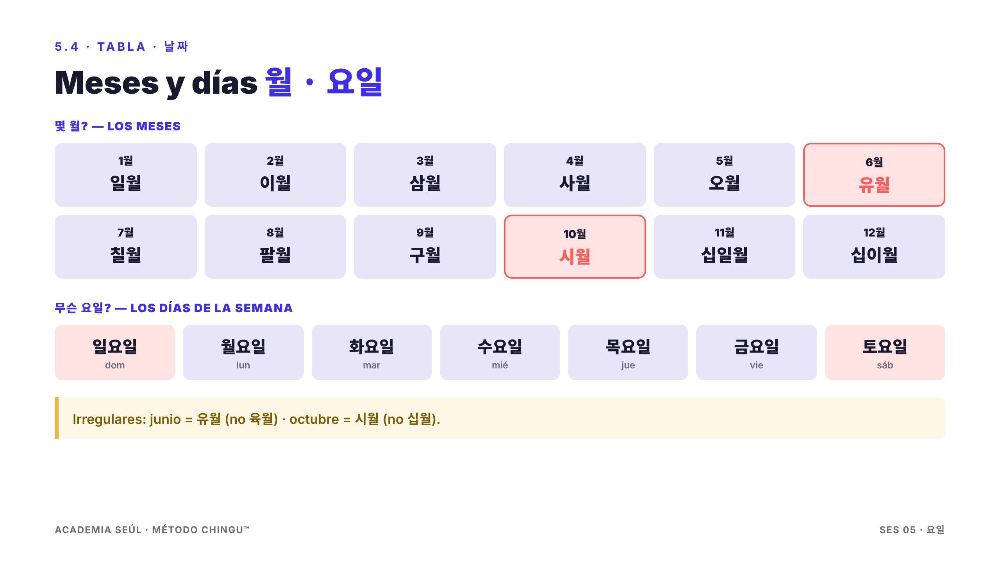 5.4 · TABLA · 날짜
Meses y días 월 · 요일
몇 월? — LOS MESES
1월 2월 3월 4월 5월 6월
일월 이월 삼월 사월 오월 유월
7월 8월 9월 10월 11월 12월
칠월 팔월 구월 시월 십일월 십이월
무슨 요일? — LOS DÍAS DE LA SEMANA
일요일 월요일 화요일 수요일 목요일 금요일 토요일
dom lun mar mié jue vie sáb
Irregulares: junio = 유월 (no 육월) · octubre = 시월 (no 십월).
ACADEMIA SEÚL · MÉTODO CHINGU™ SES 05 · 요일